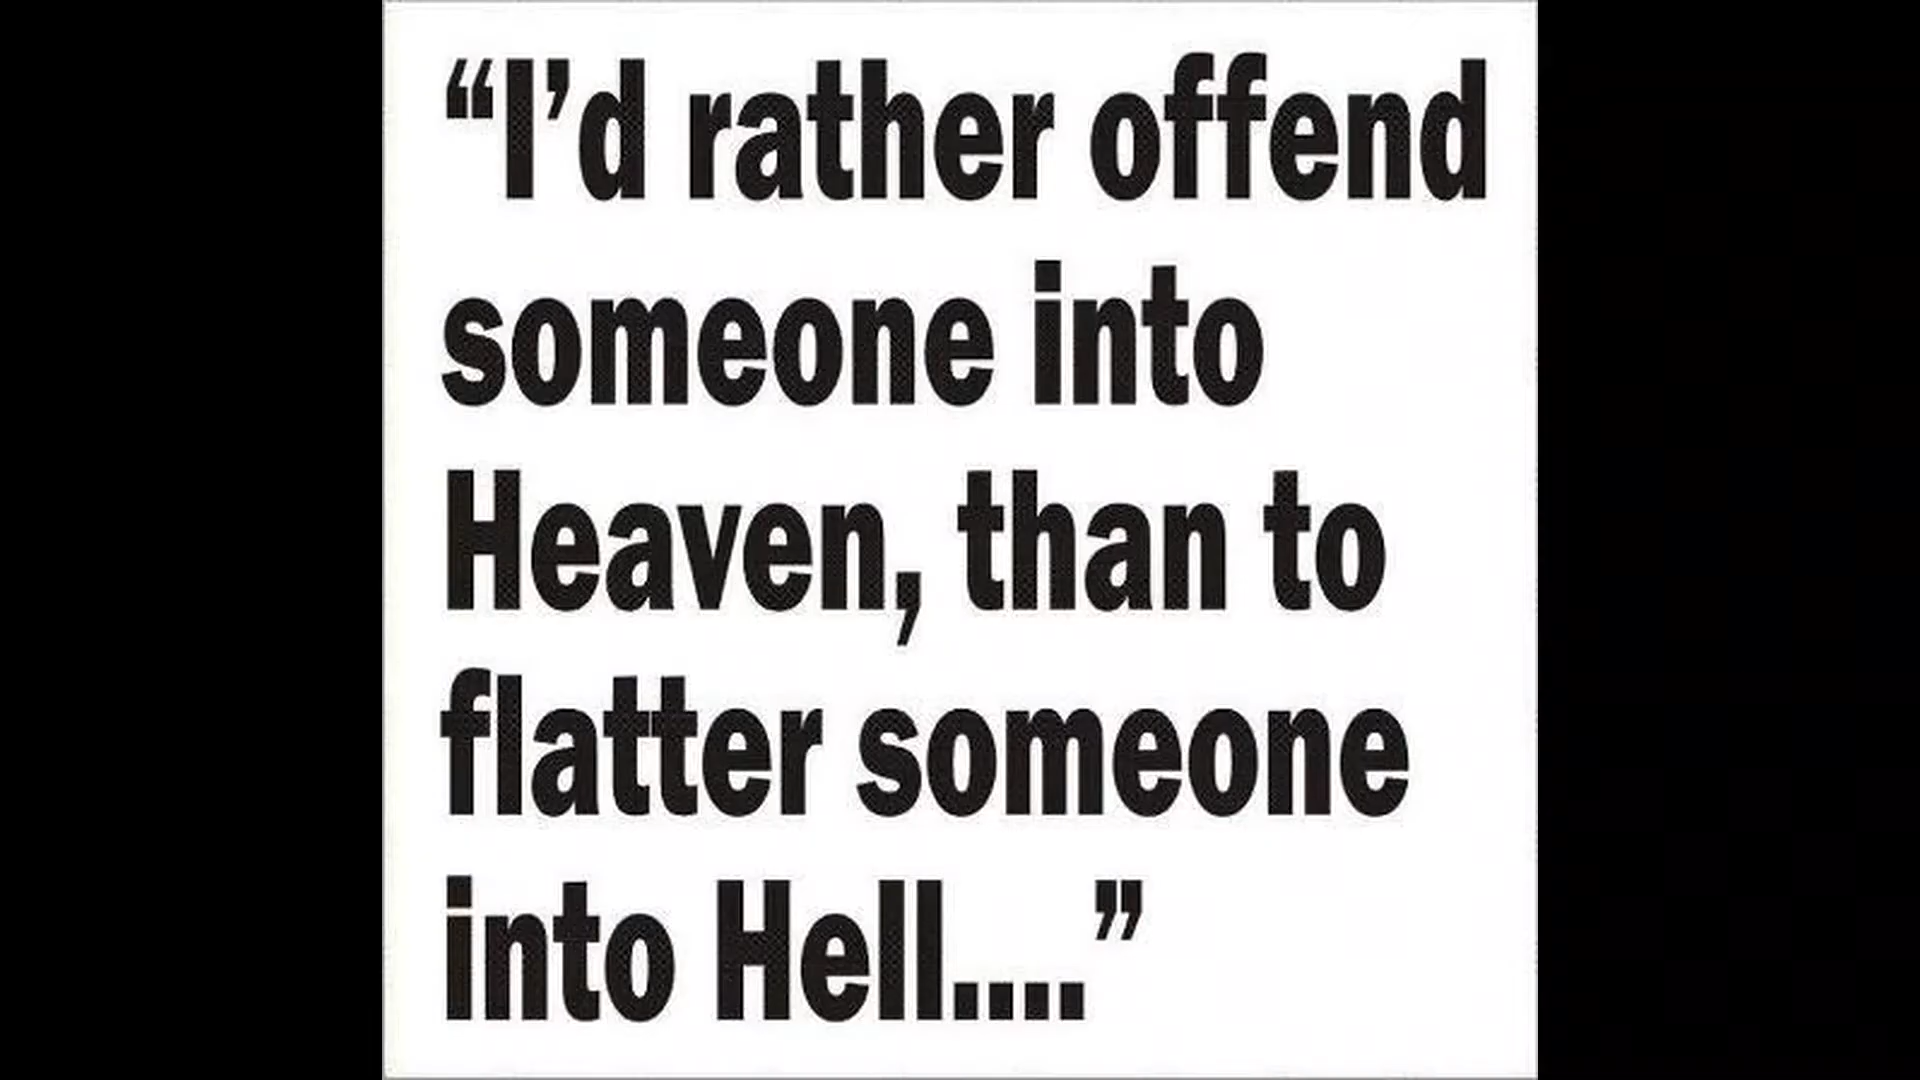 “I’d rather offend
someone into
Heaven, than to
flatter someone
into Hell....”